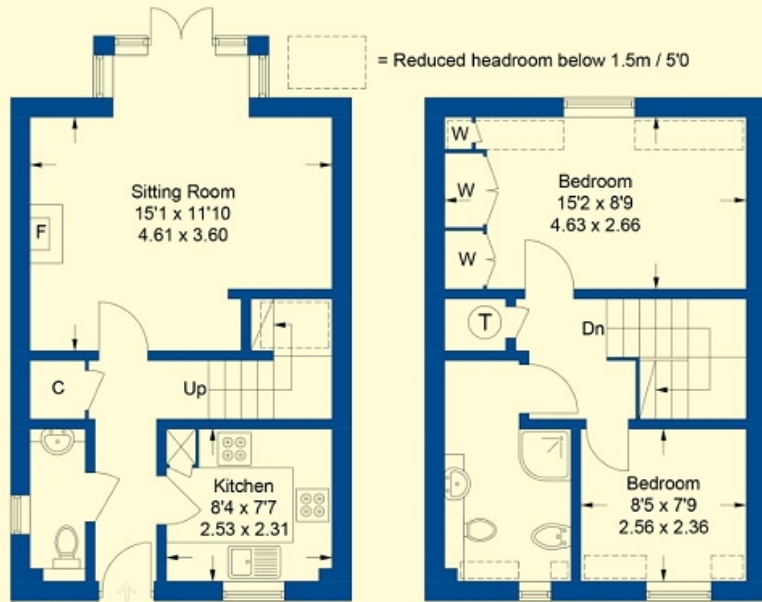 = Reduced headroom below 1.5m / 5'0
Sitting Room
15'1 x 11'10
4.61 x 3.60
F
C
Up
Kitchen
8'4 x 7'7
2.53 x 2.31
W
W
W
Bedroom
15'2 x 8'9
4.63 x 2.66
T
Dn
Bedroom
8'5 x 7'9
2.56 x 2.36